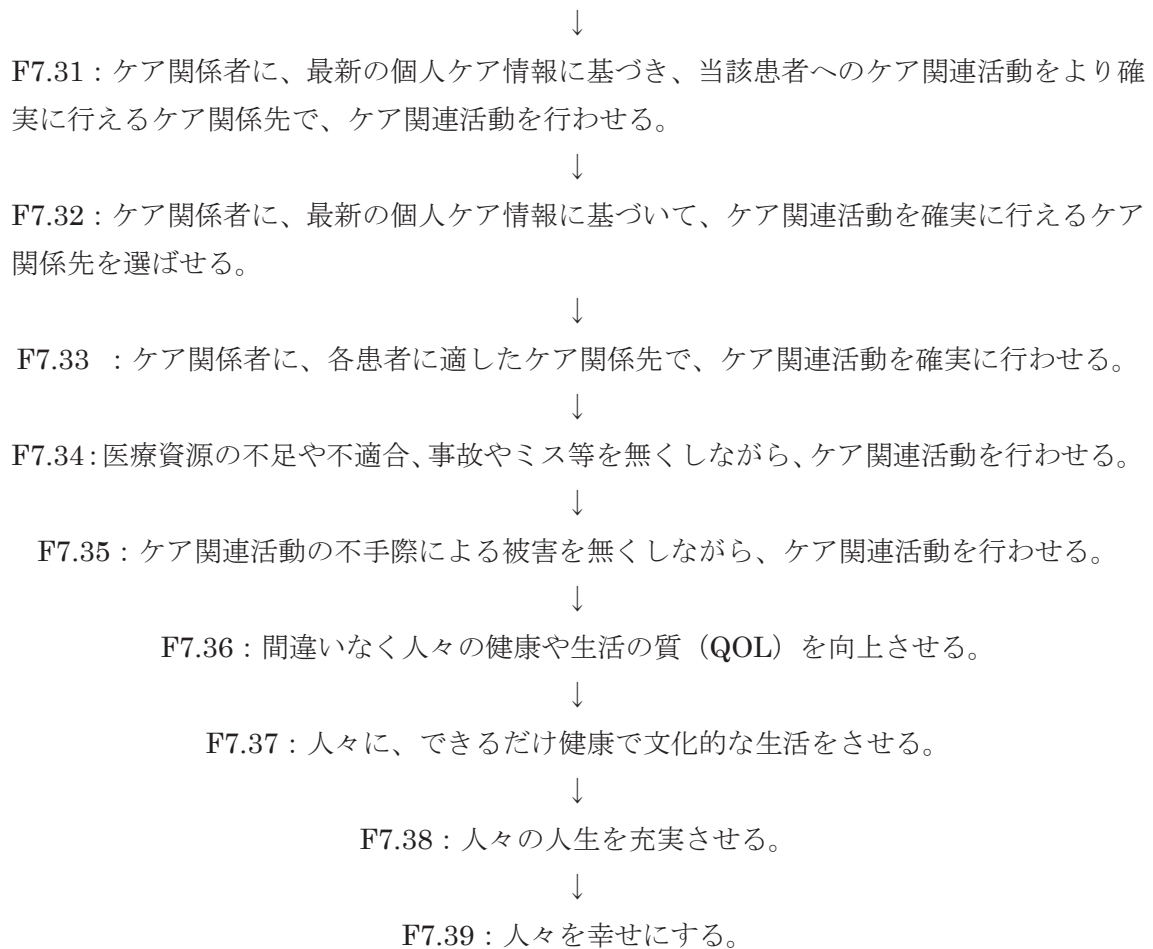 ↓
F7.31：ケア関係者に、最新の個人ケア情報に基づき、当該患者へのケア関連活動をより確
実に行えるケア関係先で、ケア関連活動を行わせる。
↓
F7.32：ケア関係者に、最新の個人ケア情報に基づいて、ケア関連活動を確実に行えるケア
関係先を選ばせる。
↓
F7.33 ：ケア関係者に、各患者に適したケア関係先で、ケア関連活動を確実に行わせる。
↓
F7.34：医療資源の不足や不適合、事故やミス等を無くしながら、ケア関連活動を行わせる。
↓
F7.35：ケア関連活動の不手際による被害を無くしながら、ケア関連活動を行わせる。
↓
F7.36：間違いなく人々の健康や生活の質（QOL）を向上させる。
↓
F7.37：人々に、できるだけ健康で文化的な生活をさせる。
↓
F7.38：人々の人生を充実させる。
↓
F7.39：人々を幸せにする。